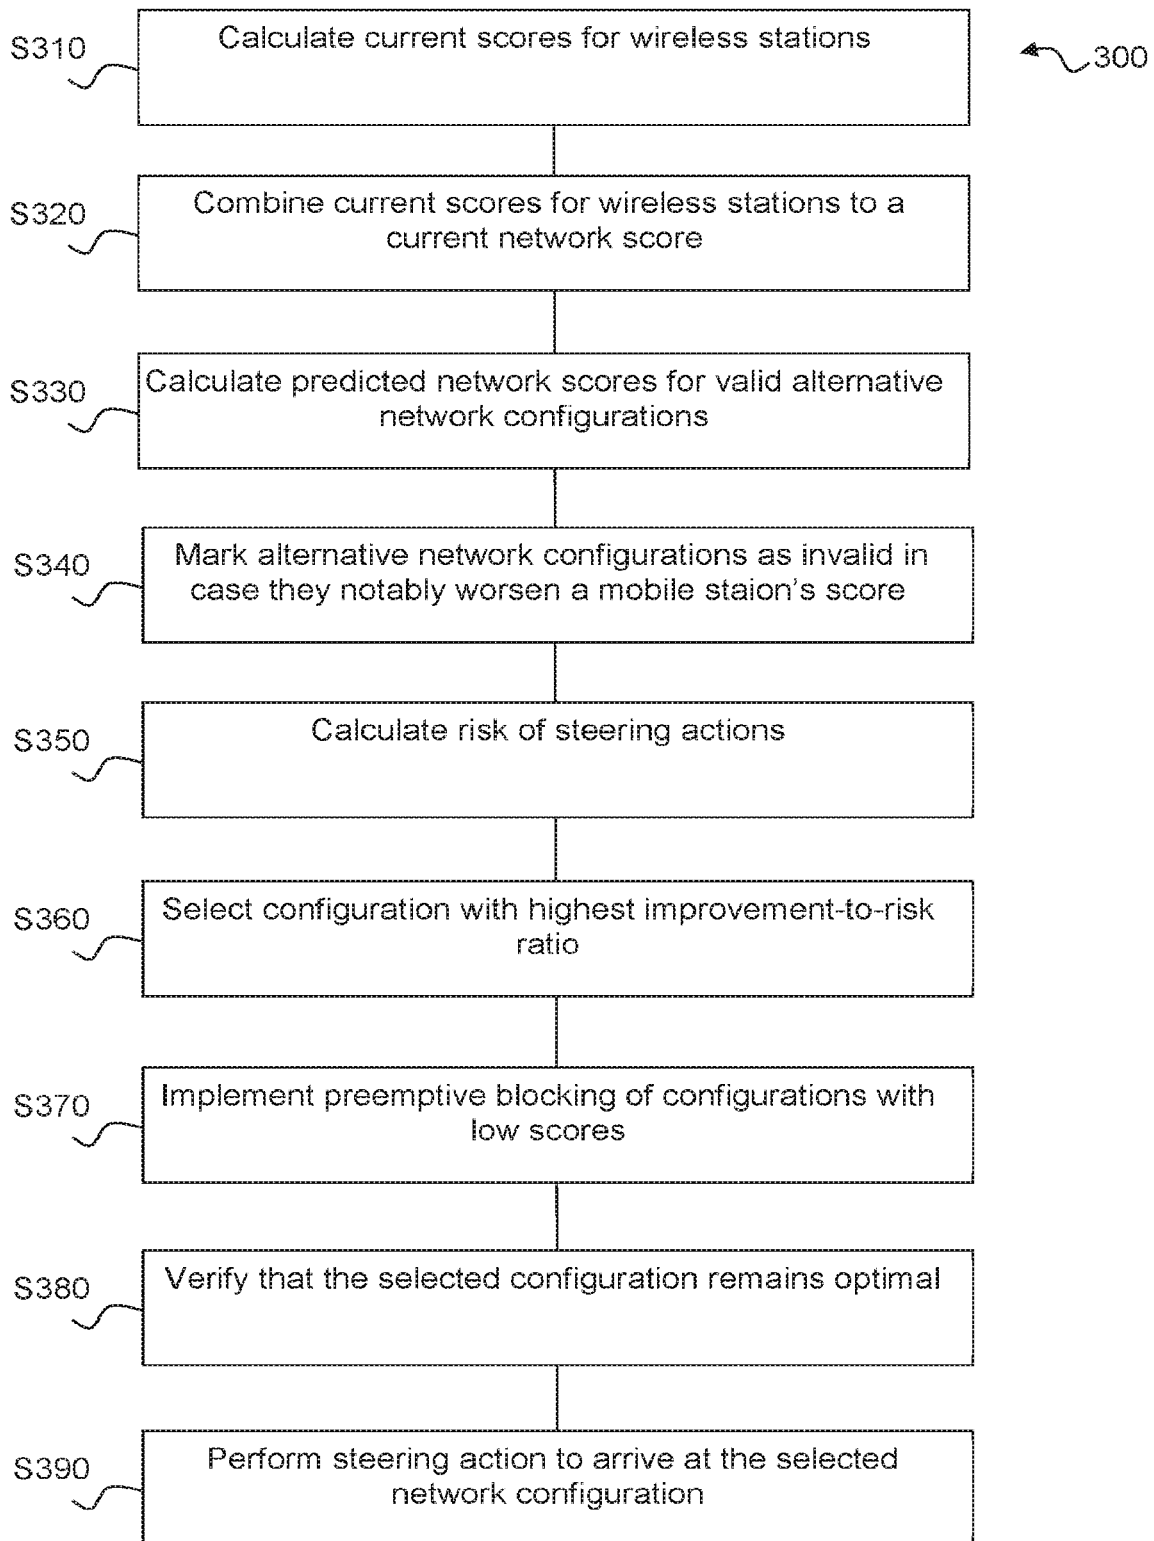 S310
Calculate current scores for wireless stations
300
S320
Combine current scores for wireless stations to a
current network score
S330
Calculate predicted network scores for valid alternative
network configurations
S340
Mark alternative network configurations as invalid in
case they notably worsen a mobile staion's score
S350
Calculate risk of steering actions
S360
Select configuration with highest improvement-to-risk
ratio
S370
Implement preemptive blocking of configurations with
low scores
S380
Verify that the selected configuration remains optimal
S390
Perform steering action to arrive at the selected
network configuration